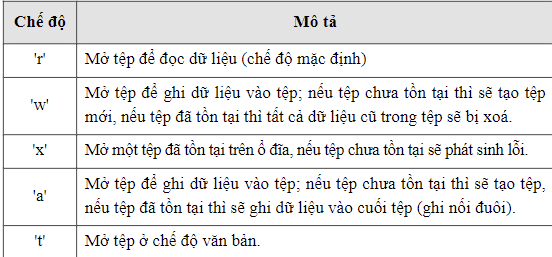 Chế độ Mô tả
'r' Mở tệp để đọc dữ liệu (chế độ mặc định)
'w' Mở tệp để ghi dữ liệu vào tệp; nếu tệp chưa tồn tại thì sẽ tạo tệp
mới, nếu tệp đã tồn tại thì tất cả dữ liệu cũ trong tệp sẽ bị xoá.
'x' Mở một tệp đã tồn tại trên ổ đĩa, nếu tệp chưa tồn tại sẽ phát sinh lỗi.
'a' Mở tệp để ghi dữ liệu vào tệp; nếu tệp chưa tồn tại thì sẽ tạo tệp,
nếu tệp đã tồn tại thì sẽ ghi dữ liệu vào cuối tệp (ghi nối đuôi).
't' Mở tệp ở chế độ văn bản.